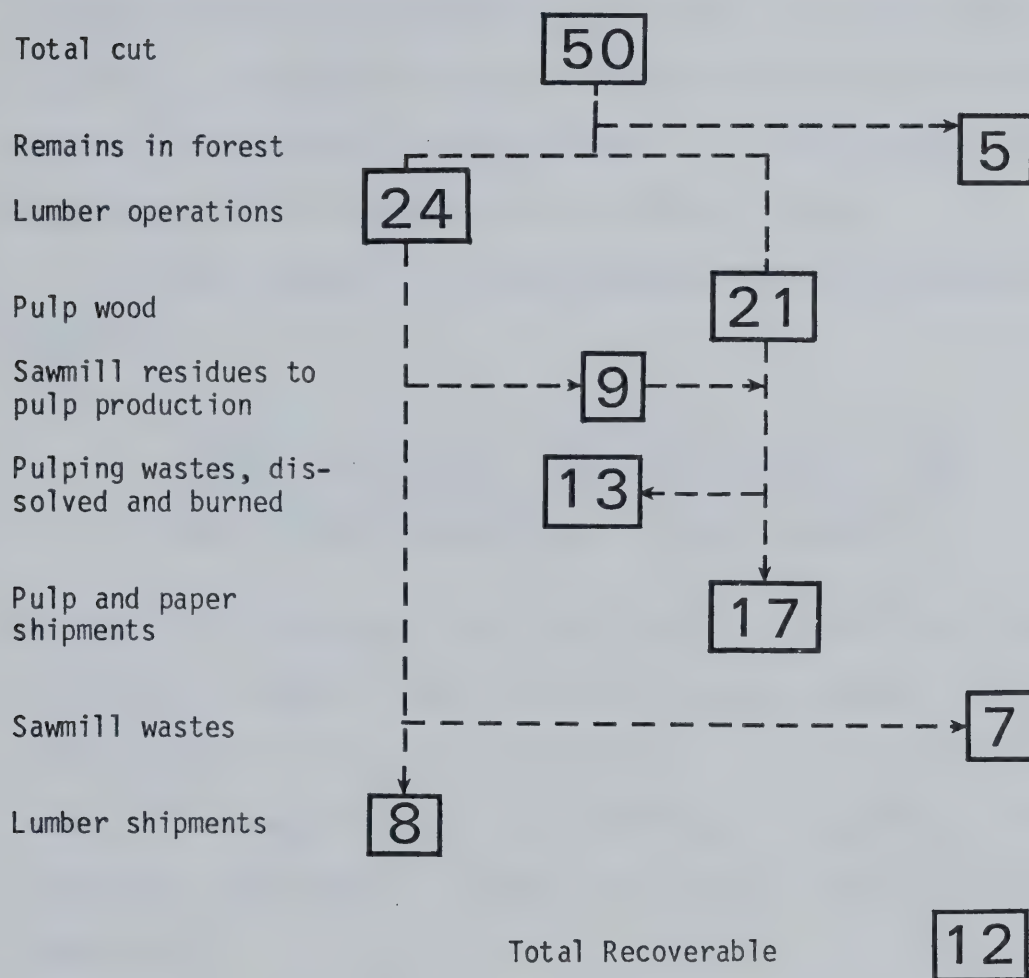 Total cut 50
Remains in forest 5
Lumber operations 24
Pulp wood 21
Sawmill residues to
pulp production 9
Pulping wastes, dis-
solved and burned 13
Pulp and paper
shipments 17
Sawmill wastes 7
Lumber shipments 8
Total Recoverable 12